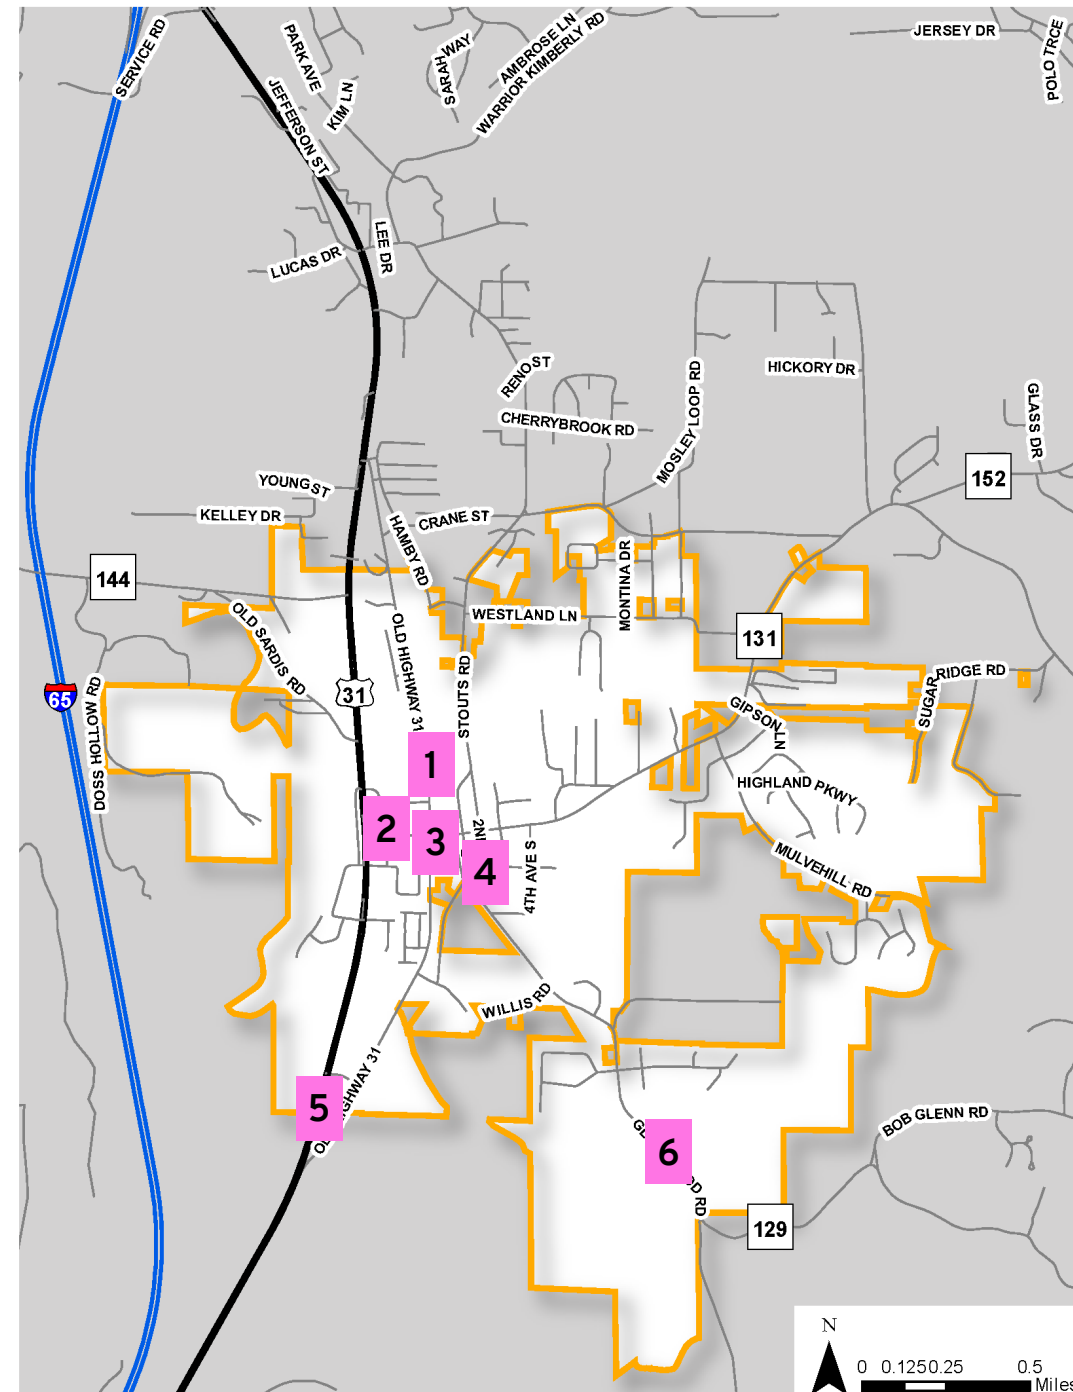 SERVICE RD
PARK AVE
KIM LN
JEFFERSON ST
SARAH WAY
AMBROSE LN
WARRIOR KIMBERLY RD
JERSEY DR
POLO TRCE
LUCAS DR
LEE DR
RENO ST
CHERRYBROOK RD
MOSLEY LOOP RD
HICKORY DR
GLASS DR
152
YOUNG ST
KELLEY DR
CRANE ST
HAMBY RD
144
WESTLAND LN
MONTINA DR
131
OLD SARDIS RD
OLD HIGHWAY 31
STOUTS RD
31
65
DOSS HOLLOW RD
SUGAR RIDGE RD
GIPSON LN
HIGHLAND PKWY
1
2
3
4
4TH AVE S
MULVEHILL RD
WILLIS RD
5
HIGHWAY 31
6
BOB GLENN RD
129
N
0 0.125 0.25 0.5
Miles